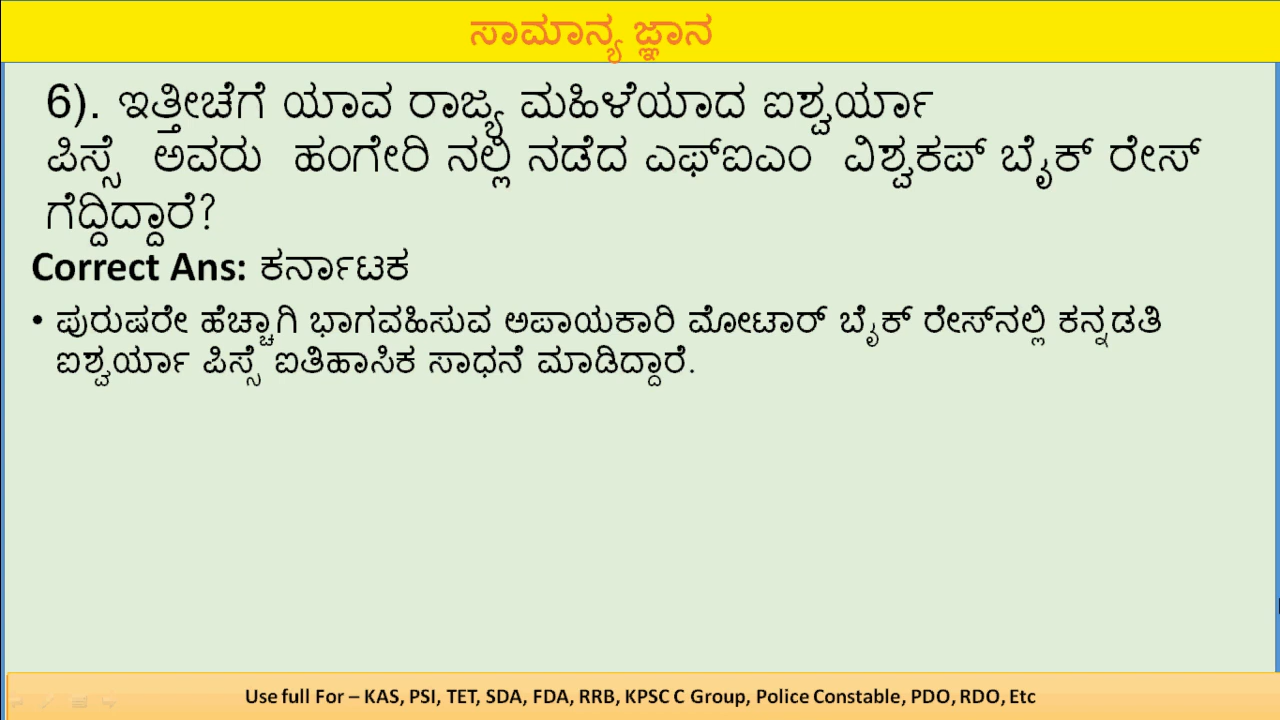 ಸಾಮಾನ್ಯ ಜ್ಞಾನ
6). ಇತ್ತೀಚೆಗೆ ಯಾವ ರಾಜ್ಯ ಮಹಿಳೆಯಾದ ಐಶ್ವರ್ಯಾ
ಪಿಸ್ಸೆ ಅವರು ಹಂಗೇರಿ ನಲ್ಲಿ ನಡೆದ ಎಫ್ಐಎಂ ವಿಶ್ವಕಪ್ ಬೈಕ್ ರೇಸ್
ಗೆದ್ದಿದ್ದಾರೆ?
Correct Ans: ಕರ್ನಾಟಕ
• ಪುರುಷರೇ ಹೆಚ್ಚಾಗಿ ಭಾಗವಹಿಸುವ ಅಪಾಯಕಾರಿ ಮೋಟಾರ್ ಬೈಕ್ ರೇಸ್‌ನಲ್ಲಿ ಕನ್ನಡತಿ
ಐಶ್ವರ್ಯಾ ಪಿಸ್ಸೆ ಐತಿಹಾಸಿಕ ಸಾಧನೆ ಮಾಡಿದ್ದಾರೆ.
Use full For – KAS, PSI, TET, SDA, FDA, RRB, KPSC C Group, Police Constable, PDO, RDO, Etc